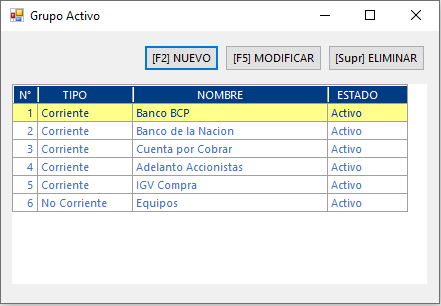 Grupo Activo
[F2] NUEVO [F5] MODIFICAR [Supr] ELIMINAR
N° TIPO NOMBRE ESTADO
1 Corriente Banco BCP Activo
2 Corriente Banco de la Nacion Activo
3 Corriente Cuenta por Cobrar Activo
4 Corriente Adelanto Accionistas Activo
5 Corriente IGV Compra Activo
6 No Corriente Equipos Activo